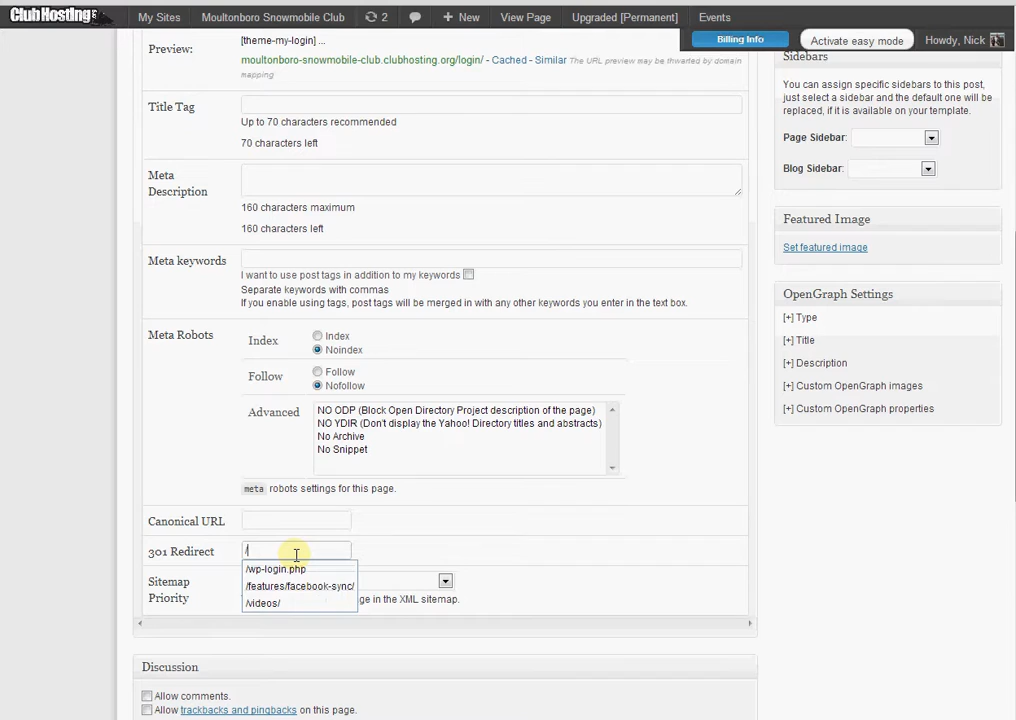 ClubHosting My Sites Moultonboro Snowmobile Club 2 + New View Page Upgraded [Permanent] Events
Billing Info Activate easy mode Howdy, Nick
Preview:
[theme-my-login] ...
moultonboro-snowmobile-club.clubhosting.org/login/ - Cached - Similar The URL preview may be thwarted by domain
mapping
Title Tag
Up to 70 characters recommended
70 characters left
Meta
Description
160 characters maximum
160 characters left
Meta keywords
I want to use post tags in addition to my keywords
Separate keywords with commas
If you enable using tags, post tags will be merged in with any other keywords you enter in the text box.
Meta Robots
Index
Index
Noindex
Follow
Follow
Nofollow
Advanced
NO ODP (Block Open Directory Project description of the page)
NO YDIR (Don't display the Yahoo! Directory titles and abstracts)
No Archive
No Snippet
meta robots settings for this page.
Canonical URL
301 Redirect
/
/wp-login.php
/features/facebook-sync/
/videos/
Sitemap
Priority
ge in the XML sitemap.
Discussion
Allow comments.
Allow trackbacks and pingbacks on this page.
Sidebars
You can assign specific sidebars to this post,
just select a sidebar and the default one will be
replaced, if it is available on your template.
Page Sidebar:
Blog Sidebar:
Featured Image
Set featured image
OpenGraph Settings
[+] Type
[+] Title
[+] Description
[+] Custom OpenGraph images
[+] Custom OpenGraph properties